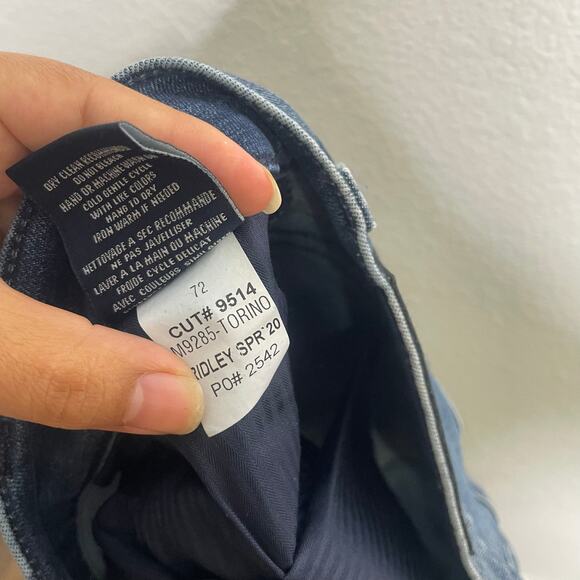 DRY CLEAN RECOMMENDED
DO NOT BLEACH
HAND OR MACHINE WASH ON
COLD GENTLE CYCLE
WITH LIKE COLORS
HANG TO DRY
IRON WARM IF NEEDED
NETTOYAGE A SEC RECOMMANDE
NE PAS JAVELLISER
LAVER A LA MAIN OU MACHINE
FROIDE CYCLE DELICAT
AVEC COULEURS
72
CUT# 9514
M9285-TORINO
RIDLEY SPR'20
PO# 2542